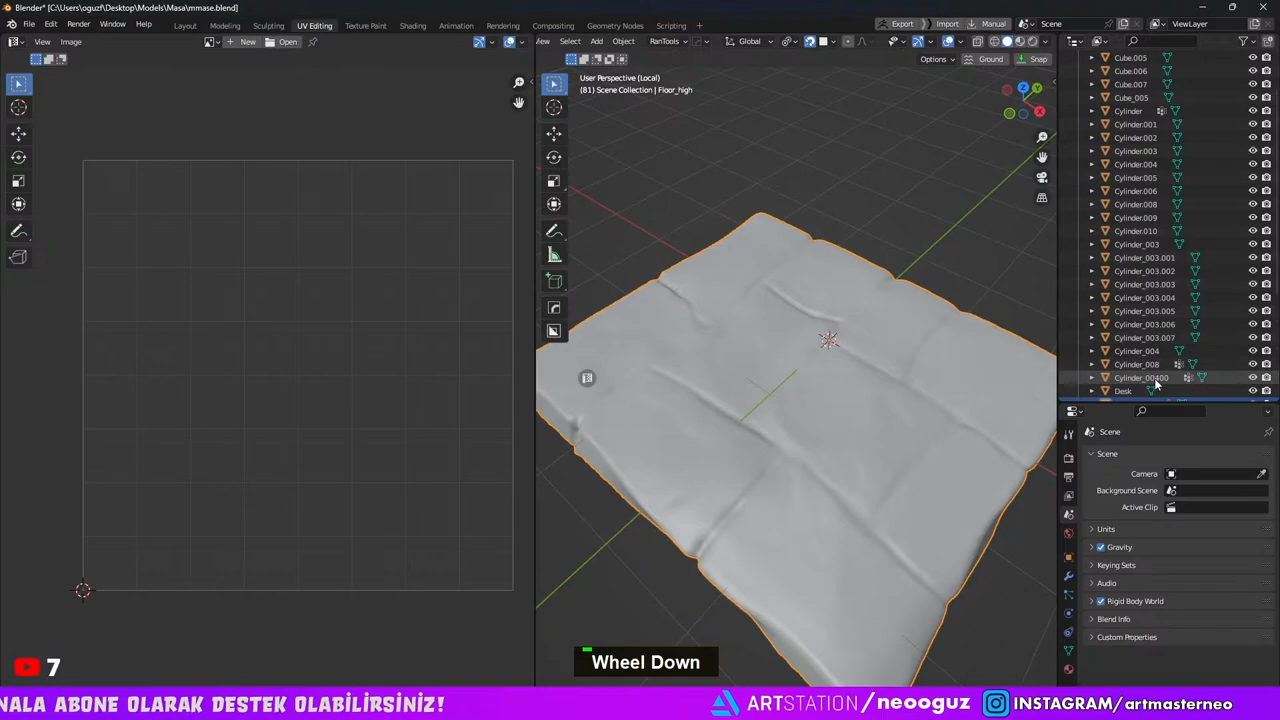 Blender* [C:\Users\oguzf\Desktop\Models\Masa\mmase.blend]
File Edit Render Window Help Layout Modeling Sculpting UV Editing Texture Paint Shading Animation Rendering Compositing Geometry Nodes Scripting Export Import Manual Scene ViewLayer
View Image New Open
View Select Add Object RanTools Global
Options Ground Snap
User Perspective (Local)
(81) Scene Collection | Floor_high
Z Y X
Cube.005
Cube.006
Cube.007
Cube_005
Cylinder
Cylinder.001
Cylinder.002
Cylinder.003
Cylinder.004
Cylinder.005
Cylinder.006
Cylinder.008
Cylinder.009
Cylinder.010
Cylinder_003
Cylinder_003.001
Cylinder_003.002
Cylinder_003.003
Cylinder_003.004
Cylinder_003.005
Cylinder_003.006
Cylinder_003.007
Cylinder_004
Cylinder_008
Cylinder_00400
Desk
Scene
Scene
Camera
Background Scene
Active Clip
Units
Gravity
Keying Sets
Audio
Rigid Body World
Blend Info
Custom Properties
Wheel Down
7
NALA ABONE OLARAK DESTEK OLABİLİRSİNİZ!
ARTSTATION/neooguz
INSTAGRAM/artmasterneo